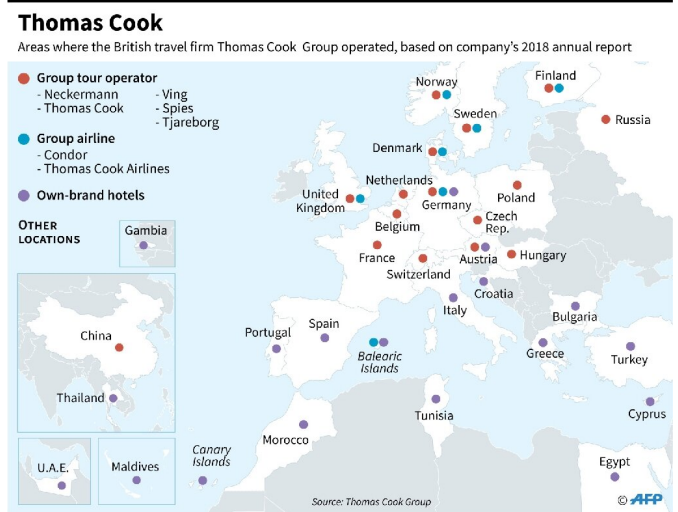 Thomas Cook
Areas where the British travel firm Thomas Cook Group operated, based on company's 2018 annual report
Group tour operator
- Neckermann
- Thomas Cook
- Ving
- Spies
- Tjareborg
Group airline
- Condor
- Thomas Cook Airlines
Own-brand hotels
OTHER
LOCATIONS
Gambia
China
Thailand
U.A.E.
Maldives
Norway
Finland
Sweden
Russia
Denmark
Netherlands
United
Kingdom
Germany
Poland
Belgium
Czech
Rep.
France
Switzerland
Austria
Hungary
Croatia
Italy
Bulgaria
Portugal
Spain
Balearic
Islands
Greece
Turkey
Cyprus
Tunisia
Morocco
Canary
Islands
Egypt
Source: Thomas Cook Group
© AFP